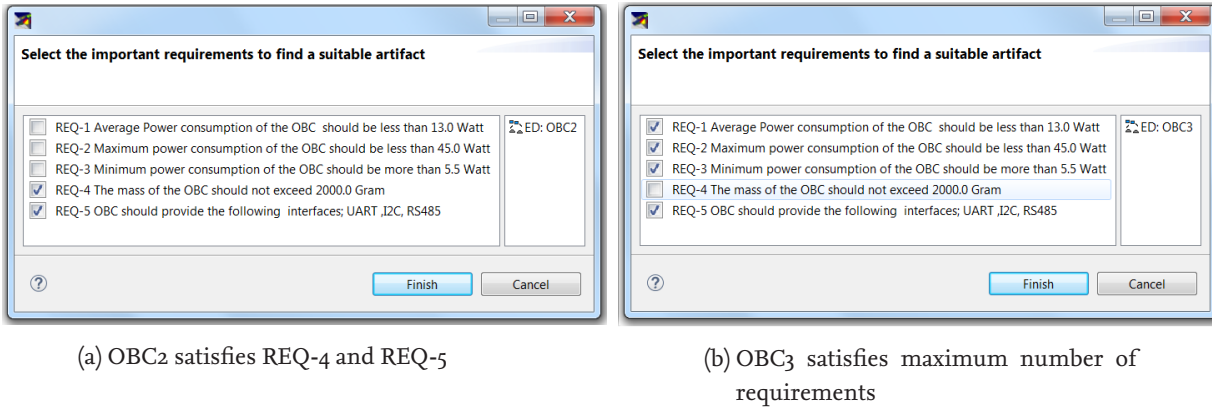 Select the important requirements to find a suitable artifact
REQ-1 Average Power consumption of the OBC should be less than 13.0 Watt
REQ-2 Maximum power consumption of the OBC should be less than 45.0 Watt
REQ-3 Minimum power consumption of the OBC should be more than 5.5 Watt
REQ-4 The mass of the OBC should not exceed 2000.0 Gram
REQ-5 OBC should provide the following interfaces; UART ,I2C, RS485
ED: OBC2
Finish
Cancel
(a) OBC2 satisfies REQ-4 and REQ-5
Select the important requirements to find a suitable artifact
REQ-1 Average Power consumption of the OBC should be less than 13.0 Watt
REQ-2 Maximum power consumption of the OBC should be less than 45.0 Watt
REQ-3 Minimum power consumption of the OBC should be more than 5.5 Watt
REQ-4 The mass of the OBC should not exceed 2000.0 Gram
REQ-5 OBC should provide the following interfaces; UART ,I2C, RS485
ED: OBC3
Finish
Cancel
(b) OBC3 satisfies maximum number of
requirements